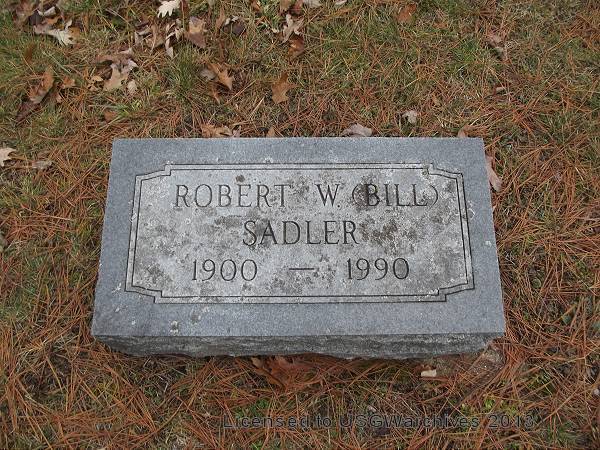 ROBERT W. (BILL)
SADLER
1900 — 1990
Licensed to USGWarchives 2013